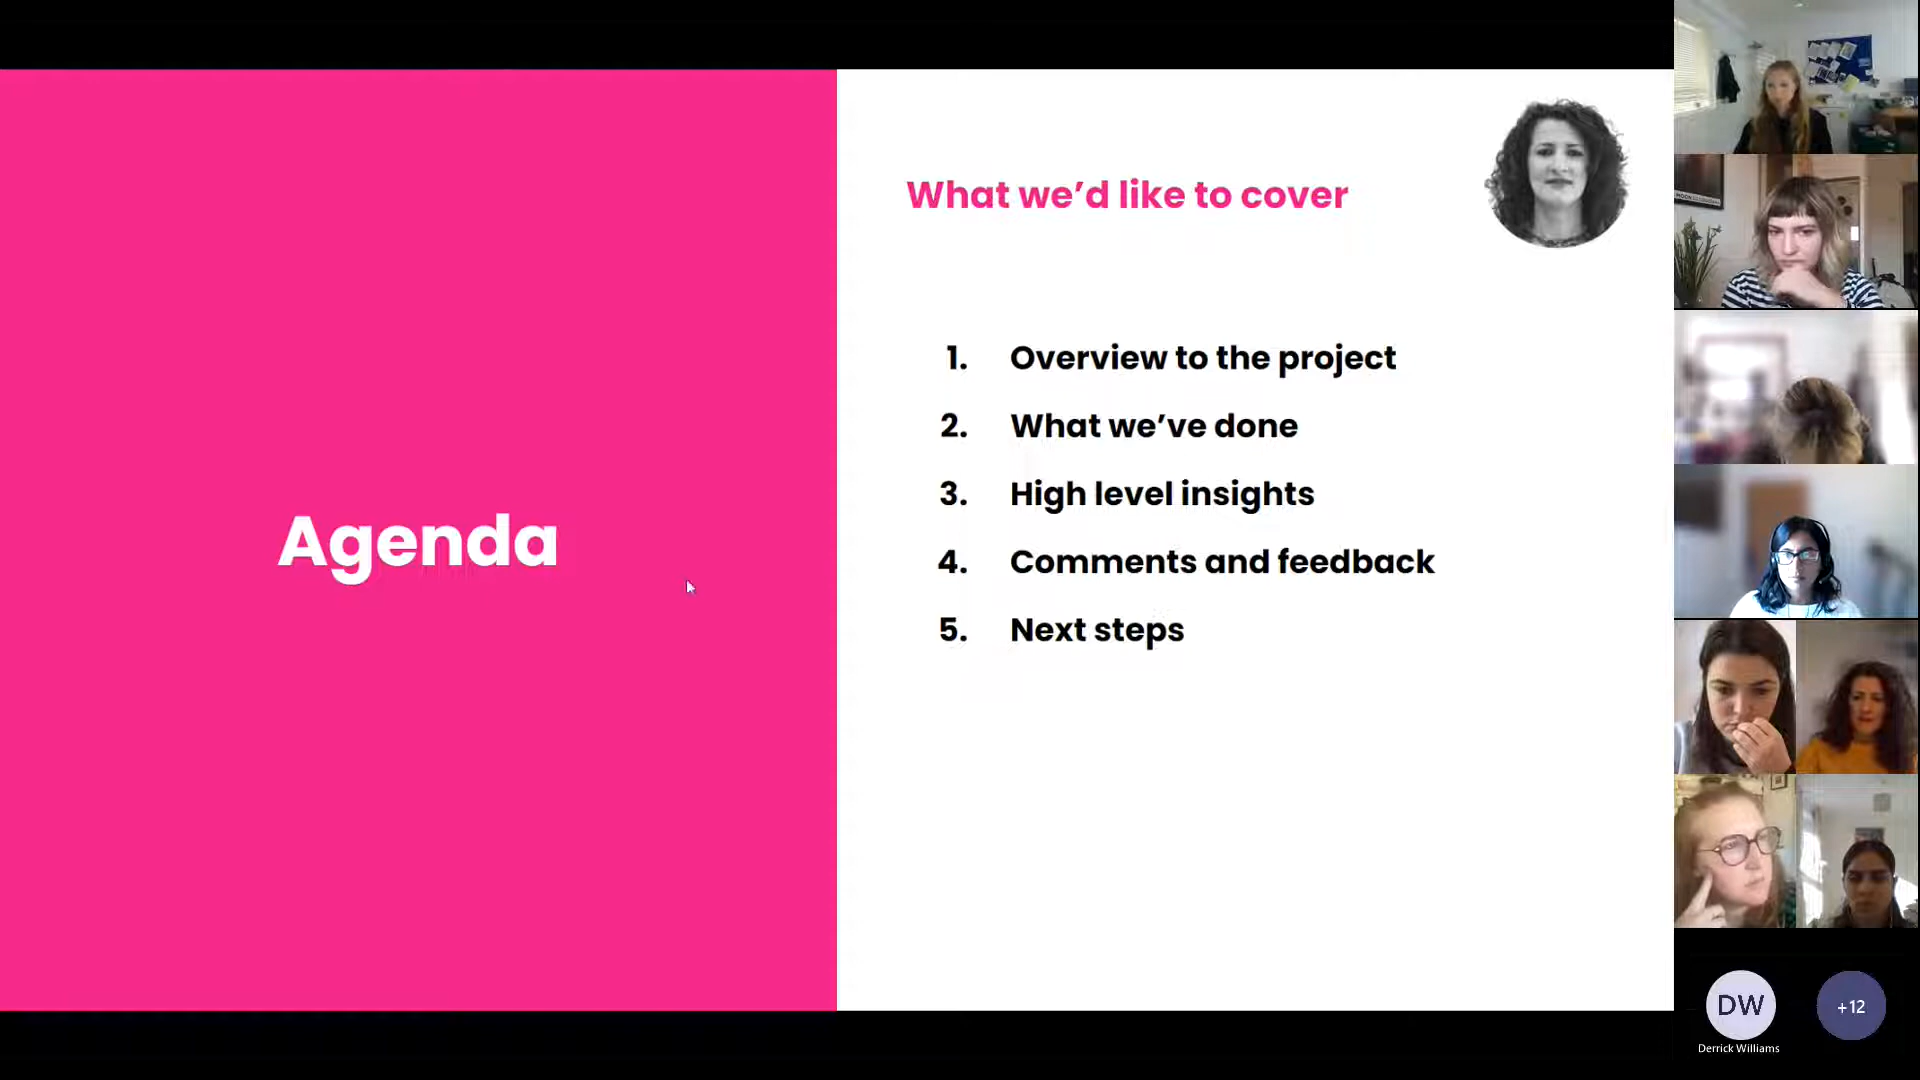 Agenda
What we’d like to cover
1. Overview to the project
2. What we’ve done
3. High level insights
4. Comments and feedback
5. Next steps
DW
+12
Derrick Williams